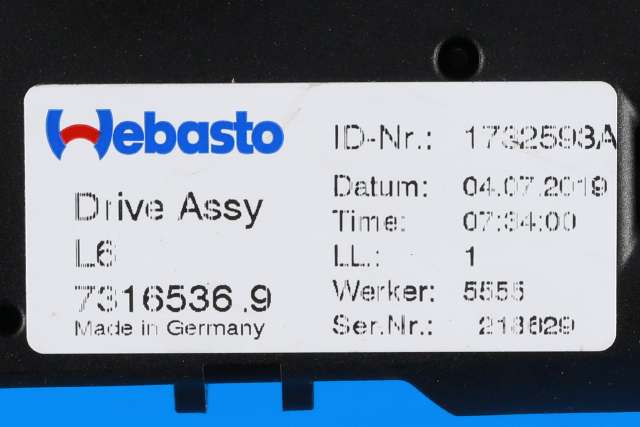 Webasto
Drive Assy
L6
7316536.9
Made in Germany
ID-Nr.: 1732593A
Datum: 04.07.2019
Time: 07:34:00
LL.: 1
Werker: 5555
Ser.Nr.: 213629